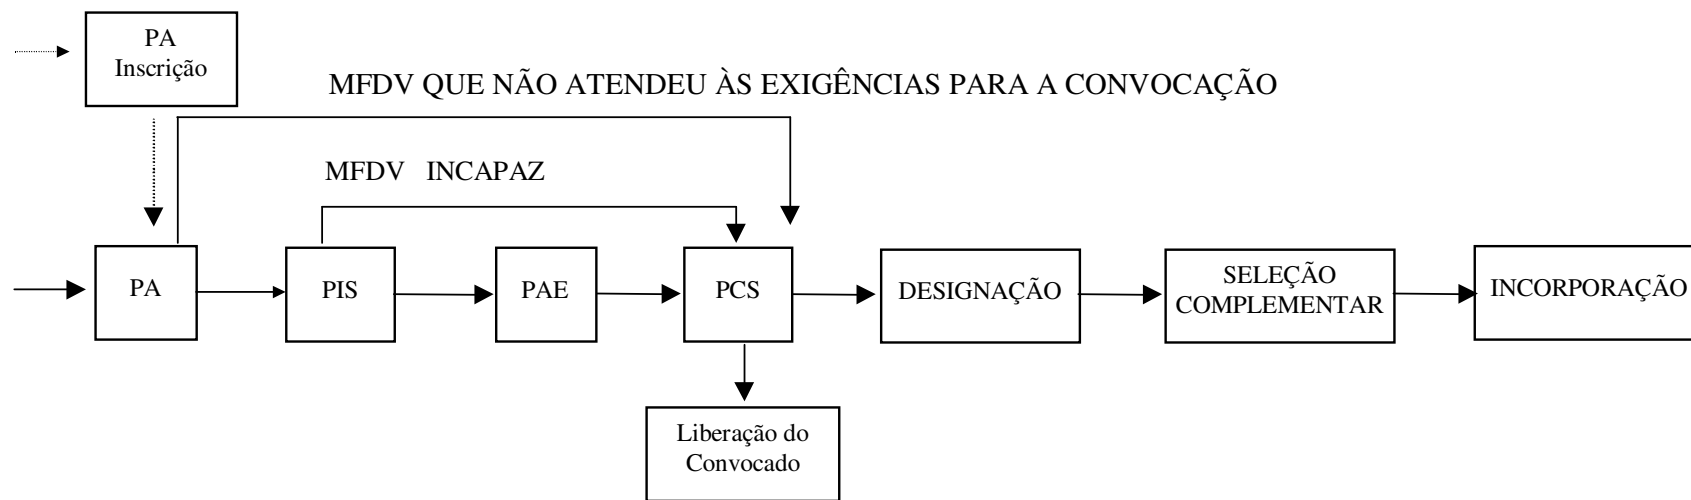 PA
Inscrição
MFDV QUE NÃO ATENDEU ÀS EXIGÊNCIAS PARA A CONVOCAÇÃO
MFDV INCAPAZ
PA
PIS
PAE
PCS
DESIGNAÇÃO
SELEÇÃO
COMPLEMENTAR
INCORPORAÇÃO
Liberação do
Convocado